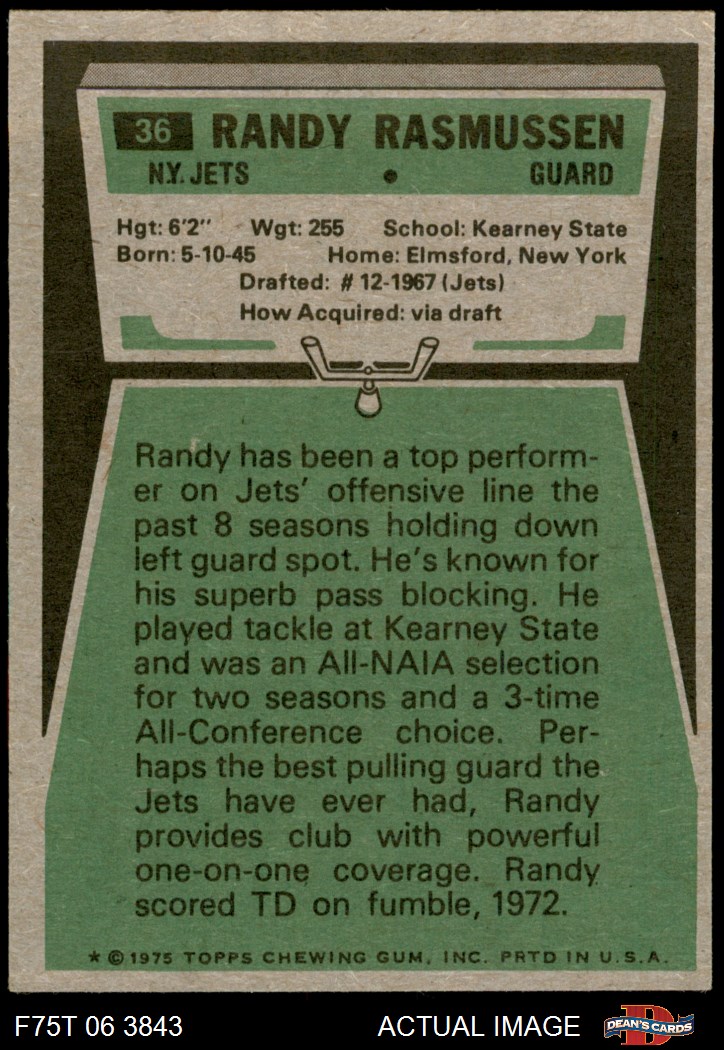 36 RANDY RASMUSSEN
N.Y. JETS • GUARD
Hgt: 6'2" Wgt: 255 School: Kearney State
Born: 5-10-45 Home: Elmsford, New York
Drafted: # 12-1967 (Jets)
How Acquired: via draft
Randy has been a top perform-
er on Jets' offensive line the
past 8 seasons holding down
left guard spot. He's known for
his superb pass blocking. He
played tackle at Kearney State
and was an All-NAIA selection
for two seasons and a 3-time
All-Conference choice. Per-
haps the best pulling guard the
Jets have ever had, Randy
provides club with powerful
one-on-one coverage. Randy
scored TD on fumble, 1972.
* © 1975 TOPPS CHEWING GUM, INC. PRTD IN U.S.A.
F75T 06 3843 ACTUAL IMAGE D DEAN'S CARDS